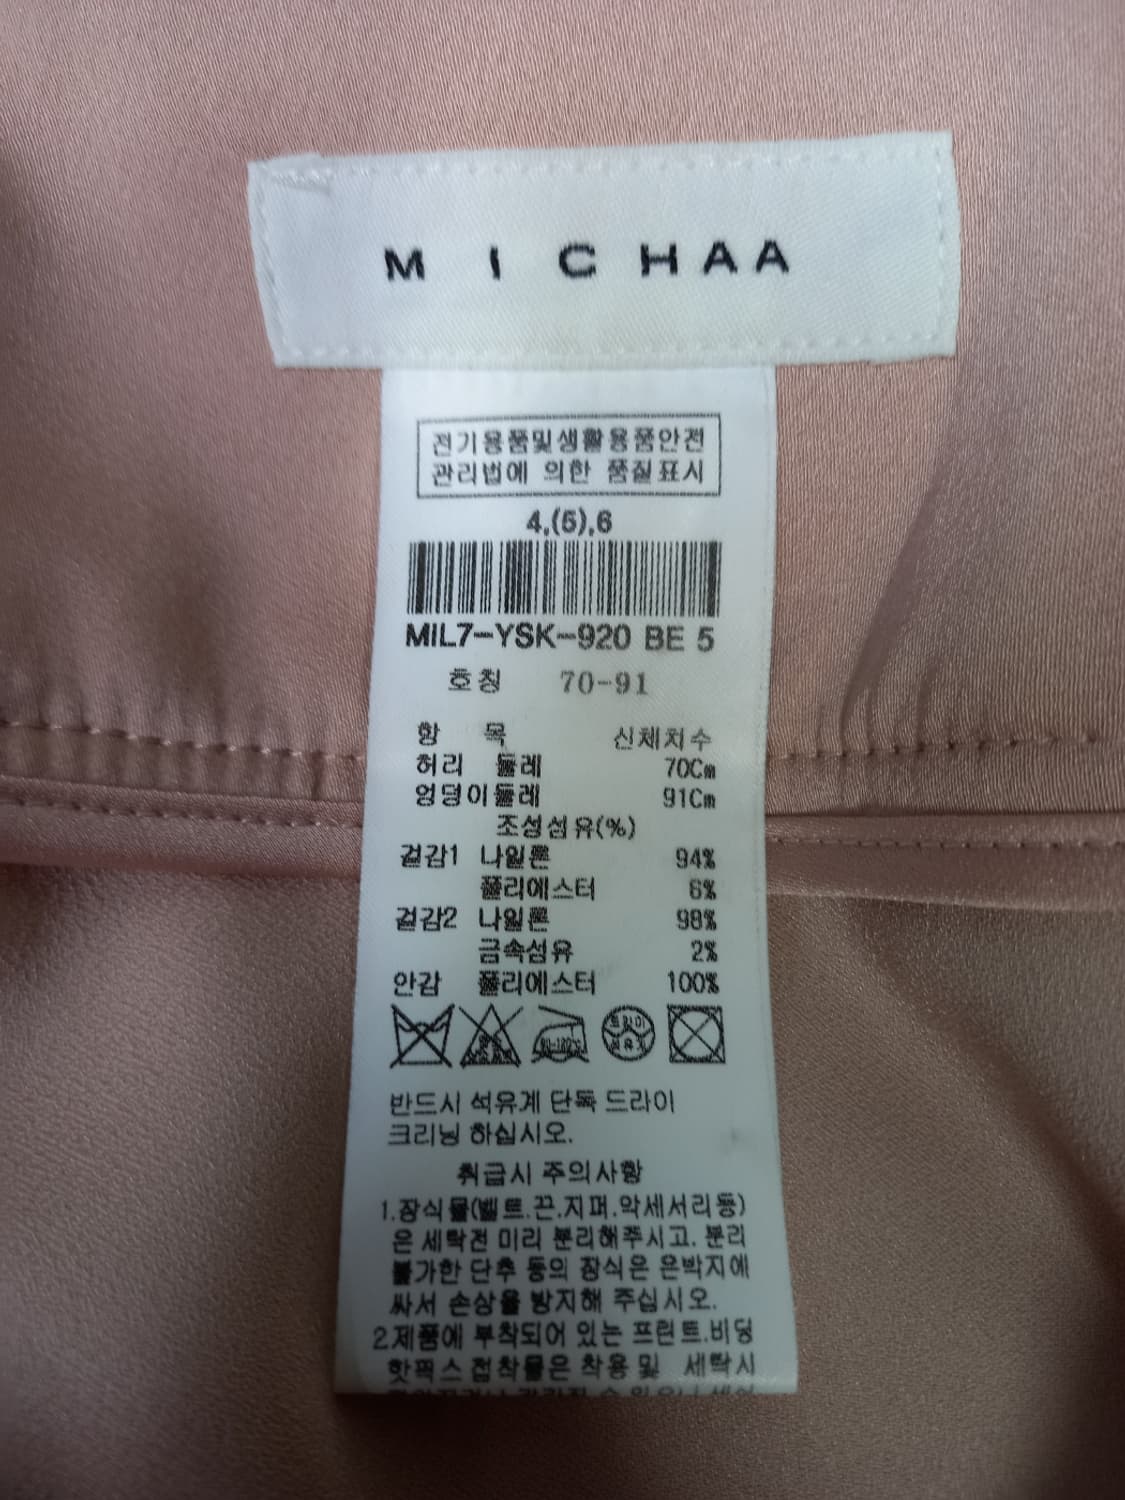 MICHAA
전기용품및생활용품안전
관리법에 의한 품질표시
4,(5),6
MIL7-YSK-920 BE 5
호칭 70-91
항 목 신체치수
허리 둘레 70Cm
엉덩이둘레 91Cm
조성섬유(%)
겉감1 나일론 94%
폴리에스터 6%
겉감2 나일론 98%
금속섬유 2%
안감 폴리에스터 100%
드라이
석유계
반드시 석유계 단독 드라이
크리닝 하십시오.
취급시 주의사항
1.장식물(벨트.끈.지퍼.악세서리등)
은 세탁전 미리 분리해주시고. 분리
불가한 단추 등의 장식은 은박지에
싸서 손상을 방지해 주십시오.
2.제품에 부착되어 있는 프린트.비딩
핫퍼스접착물은 착용및 세탁시